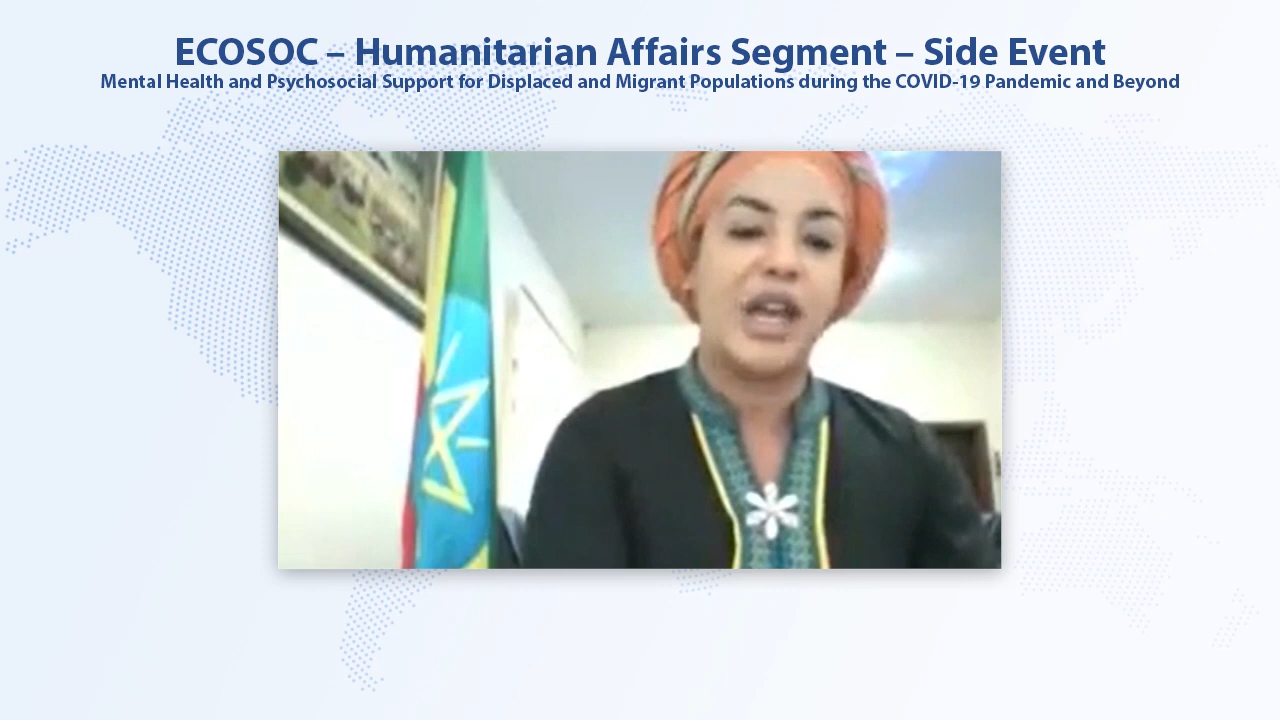 ECOSOC – Humanitarian Affairs Segment – Side Event
Mental Health and Psychosocial Support for Displaced and Migrant Populations during the COVID-19 Pandemic and Beyond